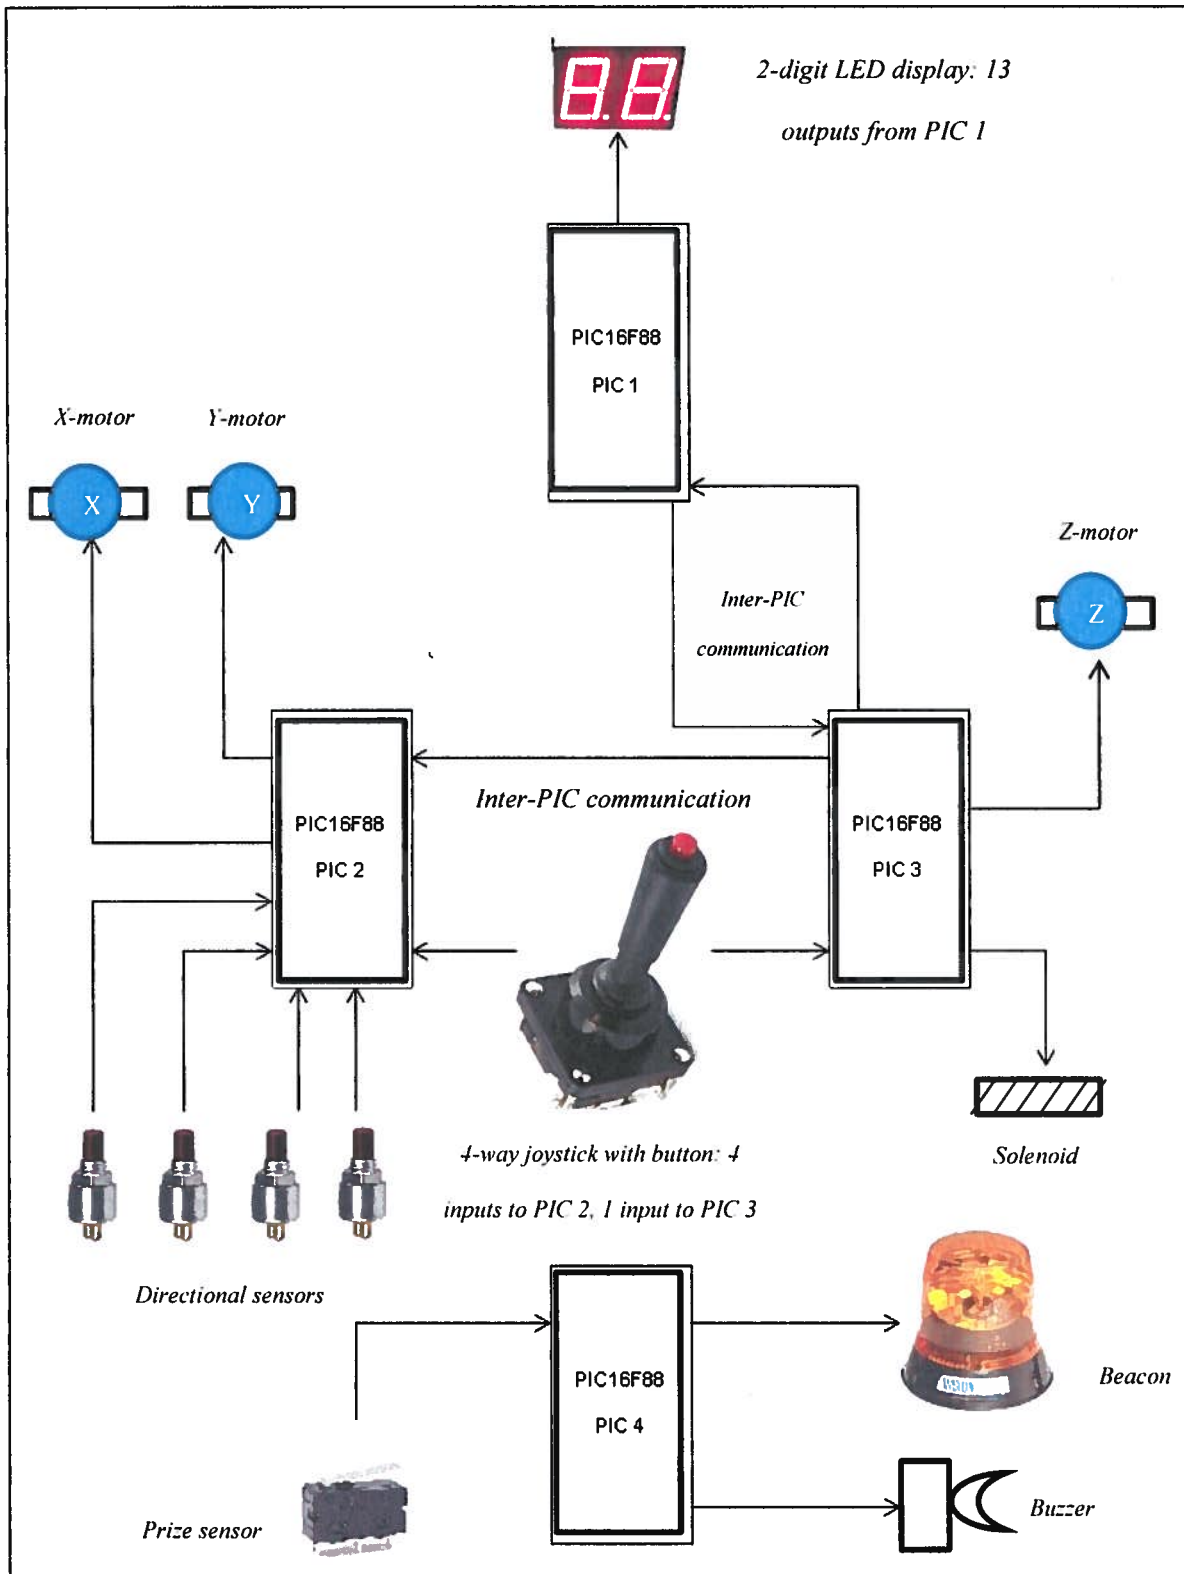 2-digit LED display: 13
outputs from PIC 1
8.8.
PIC16F88
PIC 1
X-motor
Y-motor
X
Y
Z-motor
Z
Inter-PIC
communication
Inter-PIC communication
PIC16F88
PIC 2
PIC16F88
PIC 3
Solenoid
4-way joystick with button: 4
inputs to PIC 2, 1 input to PIC 3
Directional sensors
PIC16F88
PIC 4
Beacon
Prize sensor
Buzzer